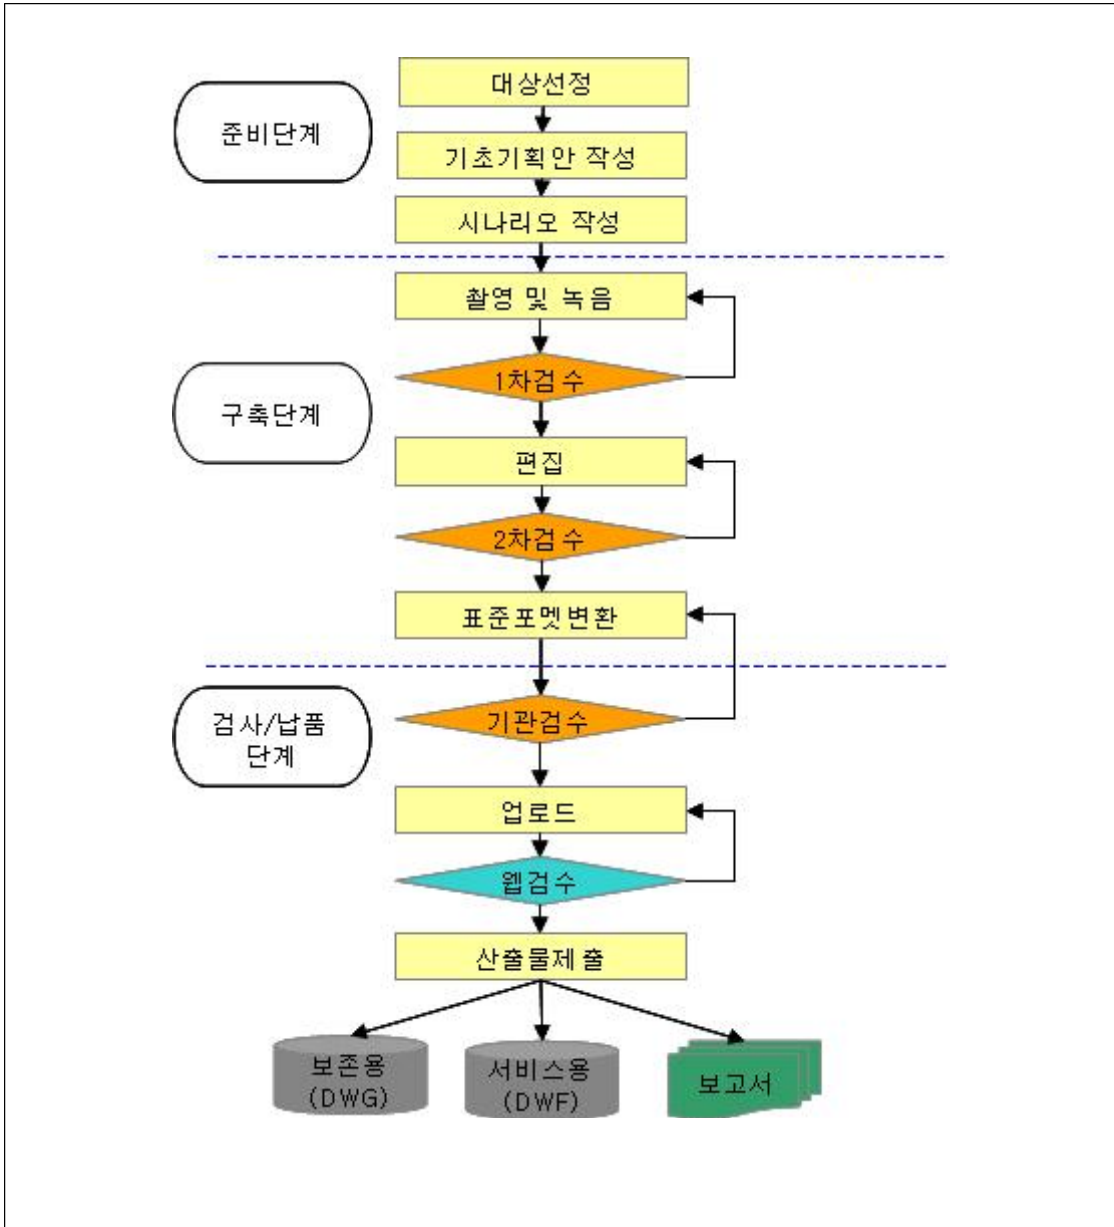 대상선정
준비단계
기초기획안 작성
시나리오 작성
촬영 및 녹음
1차검수
구축단계
편집
2차검수
표준포멧변환
검사/납품
단계
기관검수
업로드
웹검수
산출물제출
보존용
(DWG)
서비스용
(DWF)
보고서